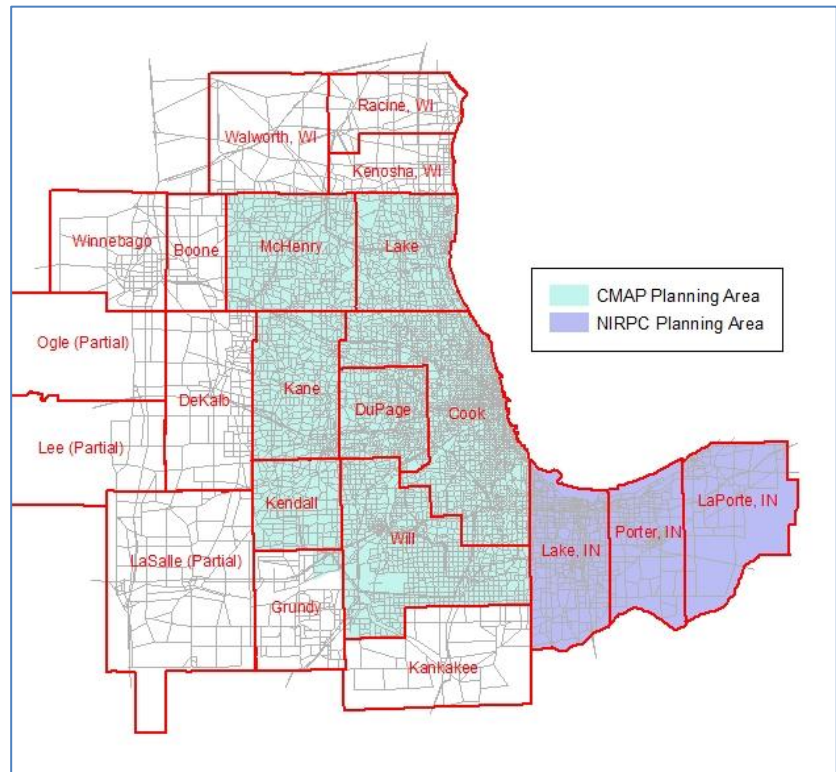 Racine, WI
Walworth, WI
Kenosha, WI
Winnebago
Boone
McHenry
Lake
CMAP Planning Area
NIRPC Planning Area
Ogle (Partial)
Kane
DeKalb
DuPage
Cook
Lee (Partial)
Kendall
LaPorte, IN
Porter, IN
Will
Lake, IN
LaSalle (Partial)
Grundy
Kankakee